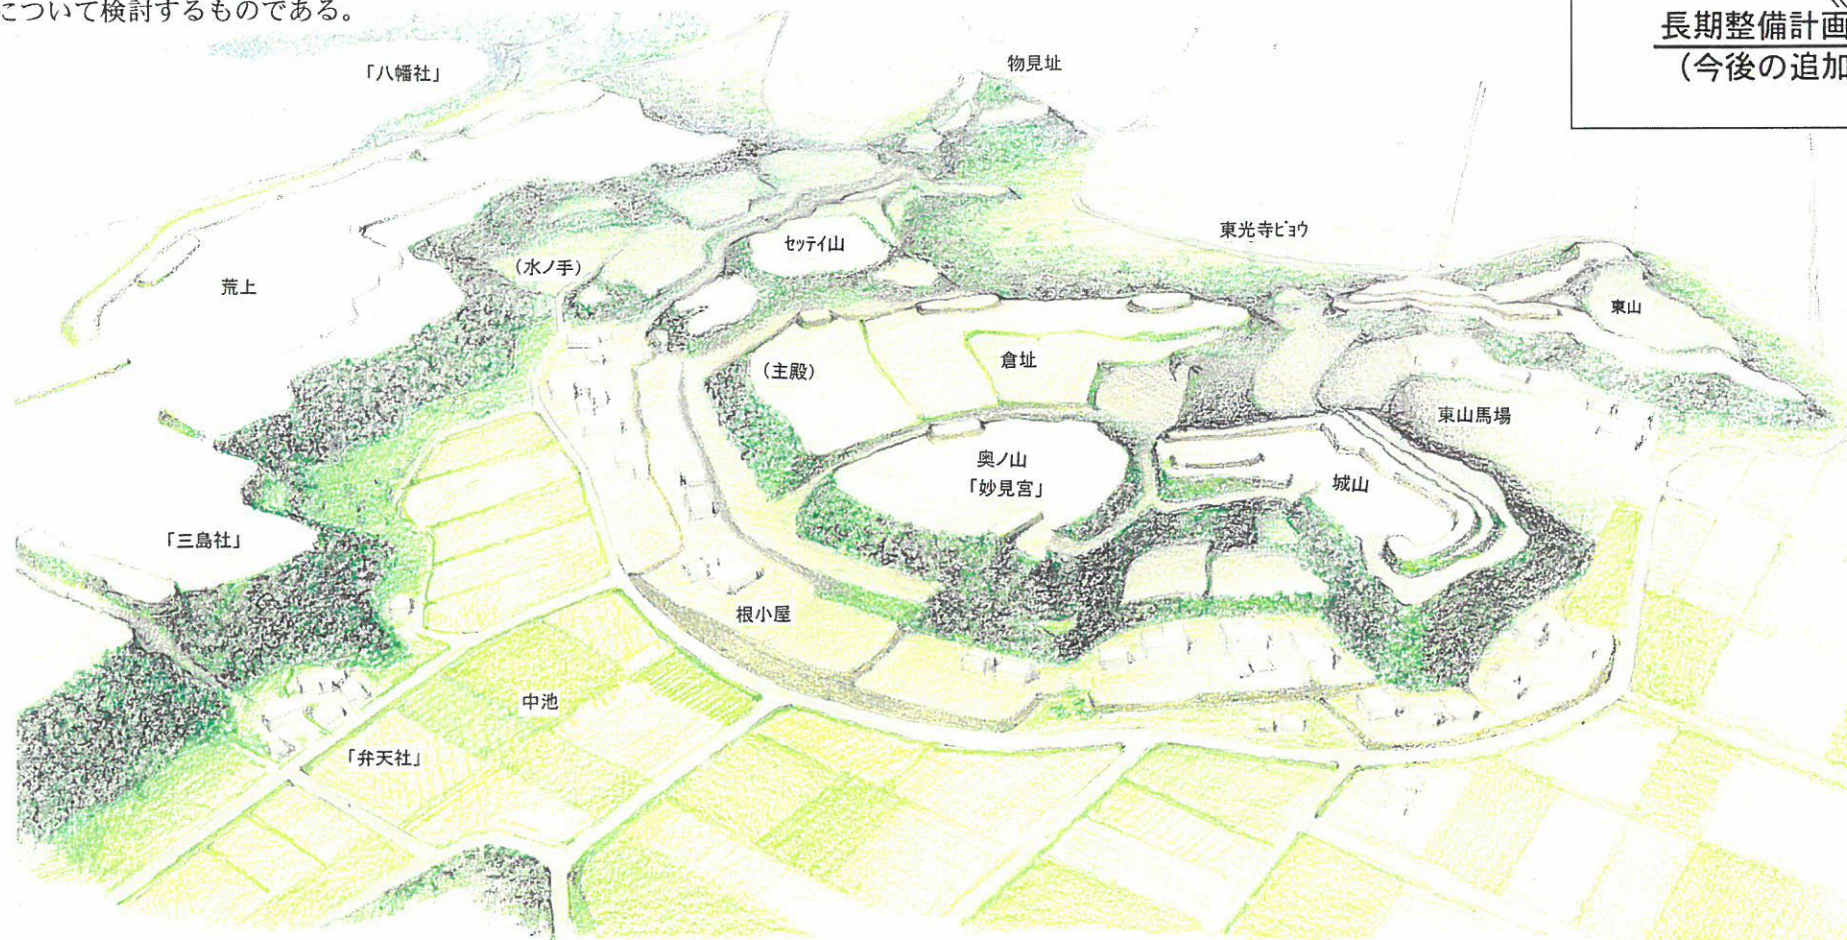 について検討するものである。
長期整備計画
（今後の追加
「八幡社」
物見址
東光寺ビョウ
セッテイ山
（水ノ手）
荒上
東山
（主殿）
倉址
東山馬場
奥ノ山
「妙見宮」
城山
「三島社」
根小屋
中池
「弁天社」